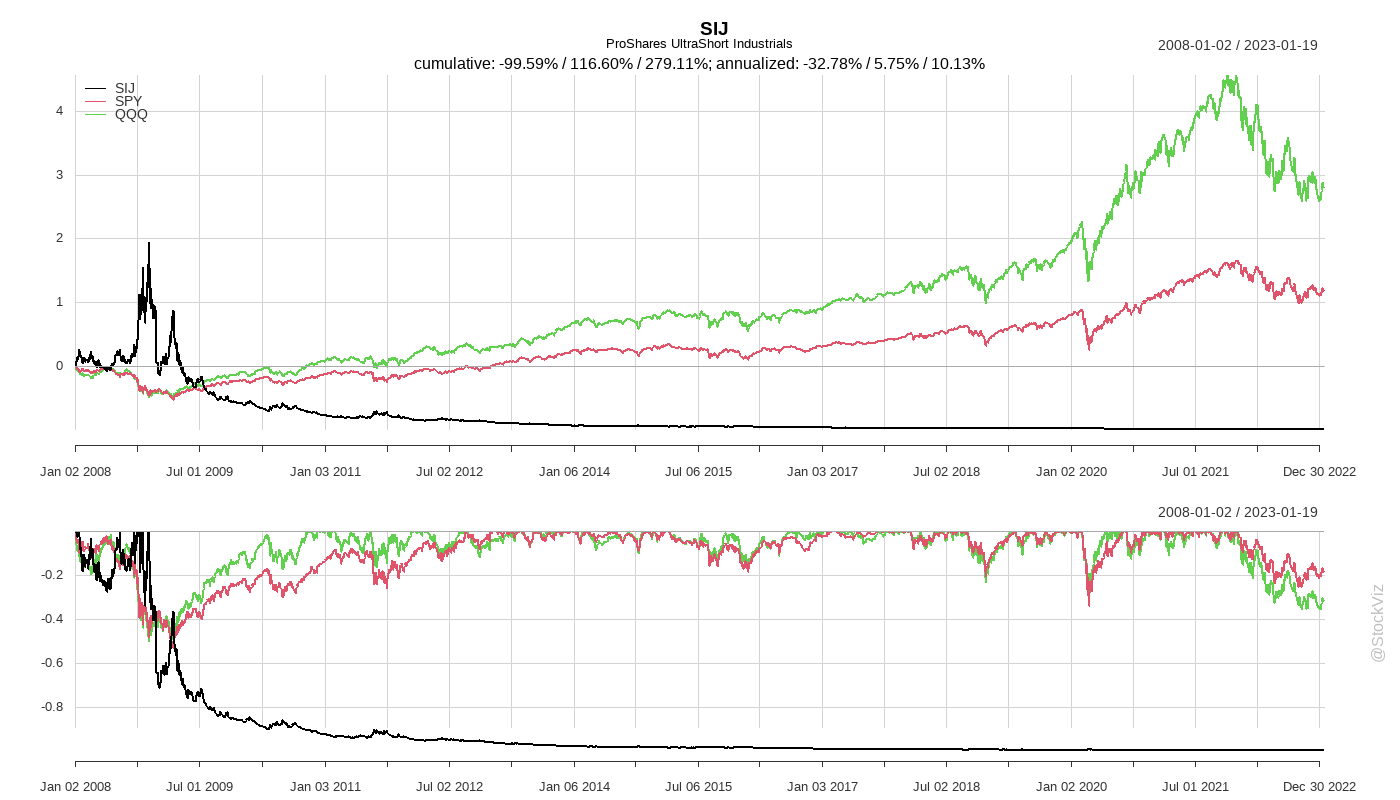 SIJ
ProShares UltraShort Industrials
2008-01-02 / 2023-01-19
cumulative: -99.59% / 116.60% / 279.11%; annualized: -32.78% / 5.75% / 10.13%
SIJ
SPY
QQQ
4
3
2
1
0
Jan 02 2008 Jul 01 2009 Jan 03 2011 Jul 02 2012 Jan 06 2014 Jul 06 2015 Jan 03 2017 Jul 02 2018 Jan 02 2020 Jul 01 2021 Dec 30 2022
2008-01-02 / 2023-01-19
-0.2
-0.4
-0.6
-0.8
@StockViz
Jan 02 2008 Jul 01 2009 Jan 03 2011 Jul 02 2012 Jan 06 2014 Jul 06 2015 Jan 03 2017 Jul 02 2018 Jan 02 2020 Jul 01 2021 Dec 30 2022